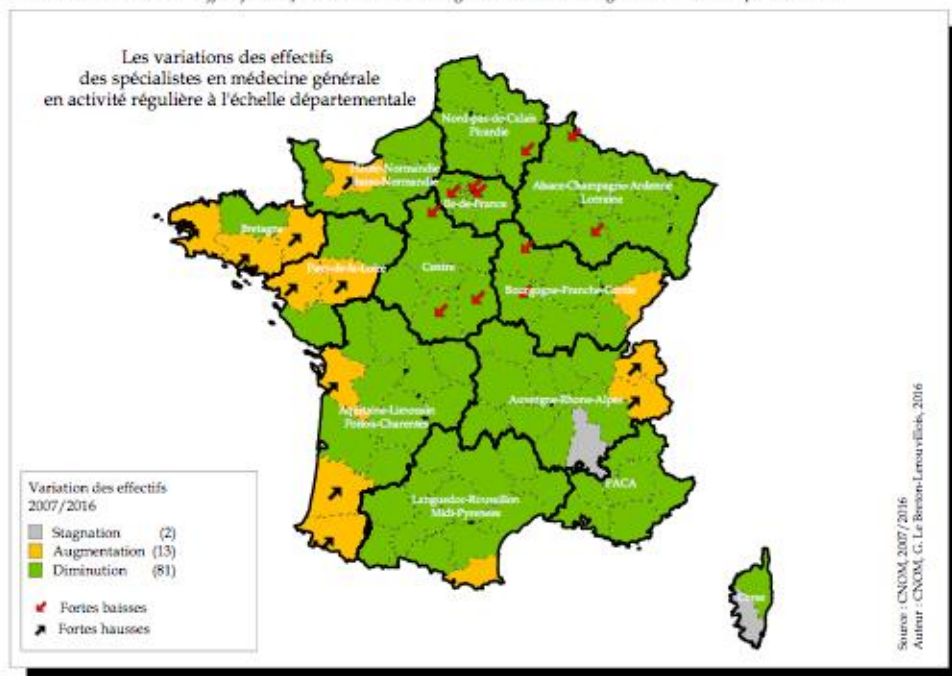 Les variations des effectifs
des spécialistes en médecine générale
en activité régulière à l'échelle départementale
Nord-pas-de-Calais
Picardie
Haute-Normandie
Basse-Normandie
Ile-de-France
Alsace-Champagne-Ardenne
Lorraine
Bretagne
Pays-de-la-Loire
Centre
Bourgogne-Franche-Comté
Aquitaine-Limousin
Poitou-Charentes
Auvergne-Rhone-Alpes
Languedoc-Roussillon
Midi-Pyrenees
PACA
Corse
Variation des effectifs
2007/2016
Stagnation (2)
Augmentation (13)
Diminution (81)
Fortes baisses
Fortes hausses
Source : CNOM, 2007/2016
Auteur : CNOM, G. Le Breton-Lerouvillois, 2016